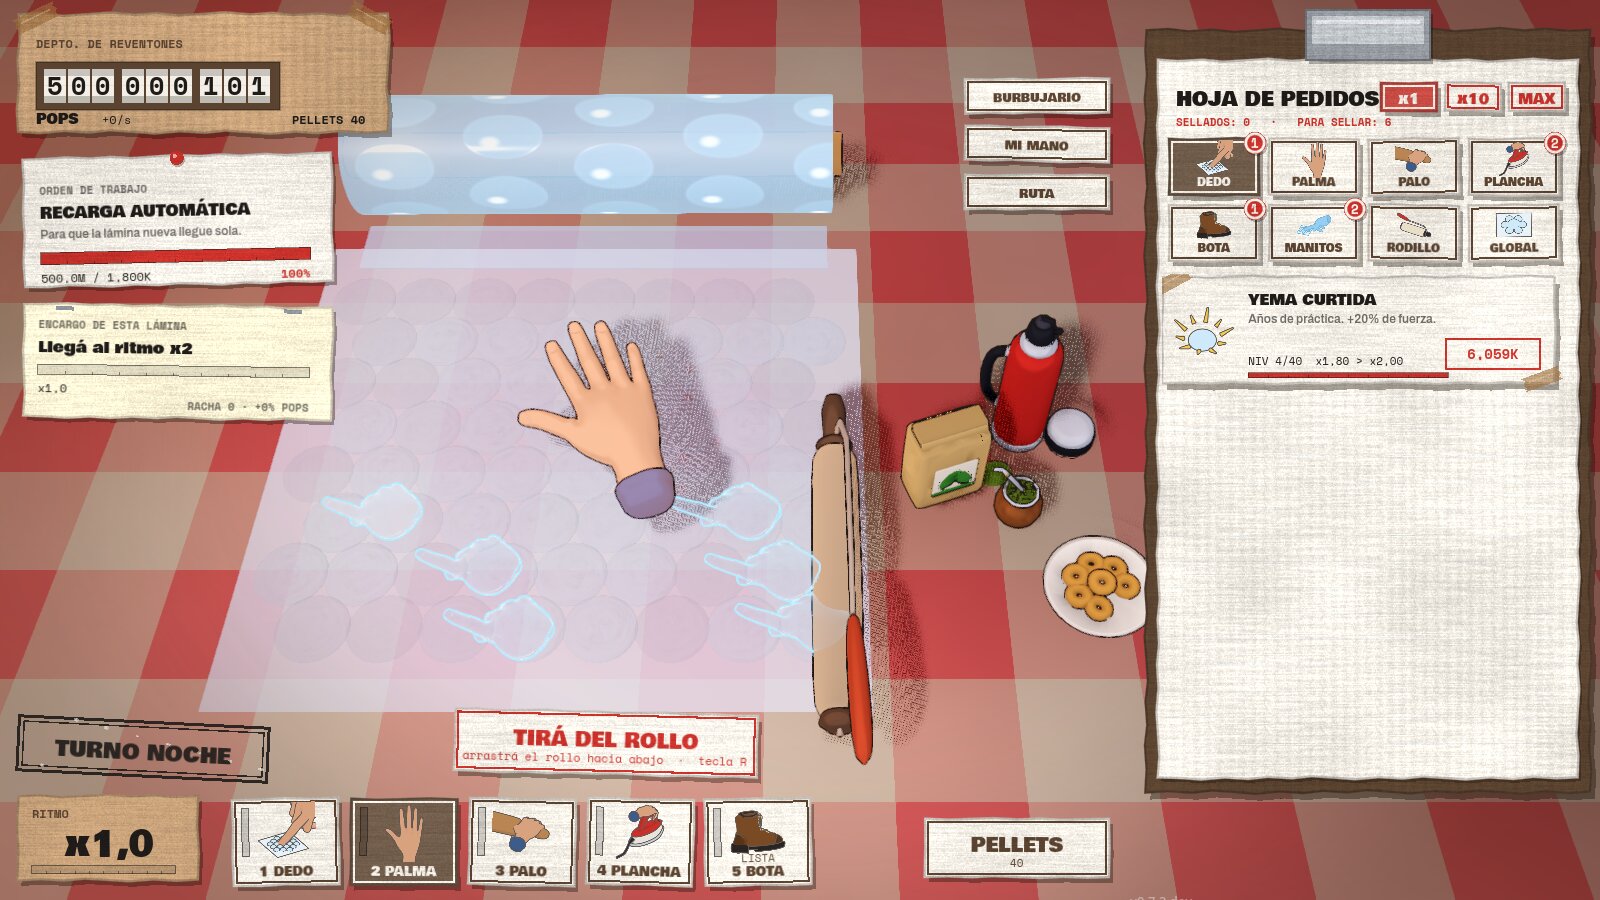 DEPTO. DE REVENTONES
500 000 101
POPS +0/s PELLETS 40
ORDEN DE TRABAJO
RECARGA AUTOMÁTICA
Para que la lámina nueva llegue sola.
500.0M / 1.800K 100%
ENCARGO DE ESTA LÁMINA
Llegá al ritmo x2
x1,0
RACHA 0 · +0% POPS
BURBUJARIO
MI MANO
RUTA
HOJA DE PEDIDOS x1 x10 MAX
SELLADOS: 0 · PARA SELLAR: 6
1 2
DEDO PALMA PALO PLANCHA
1 2
BOTA MANITOS RODILLO GLOBAL
YEMA CURTIDA
Años de práctica. +20% de fuerza.
NIV 4/40 x1,80 > x2,00 6.059K
TURNO NOCHE
TIRÁ DEL ROLLO
arrastrá el rollo hacia abajo · tecla R
RITMO
x1,0
1 DEDO 2 PALMA 3 PALO 4 PLANCHA
LISTA
5 BOTA
PELLETS
40